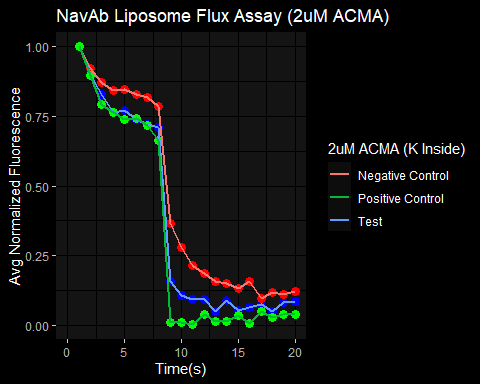 NavAb Liposome Flux Assay (2uM ACMA)
1.00
0.75
0.50
0.25
0.00
Avg Normalized Fluorescence
0 5 10 15 20
Time(s)
2uM ACMA (K Inside)
Negative Control
Positive Control
Test